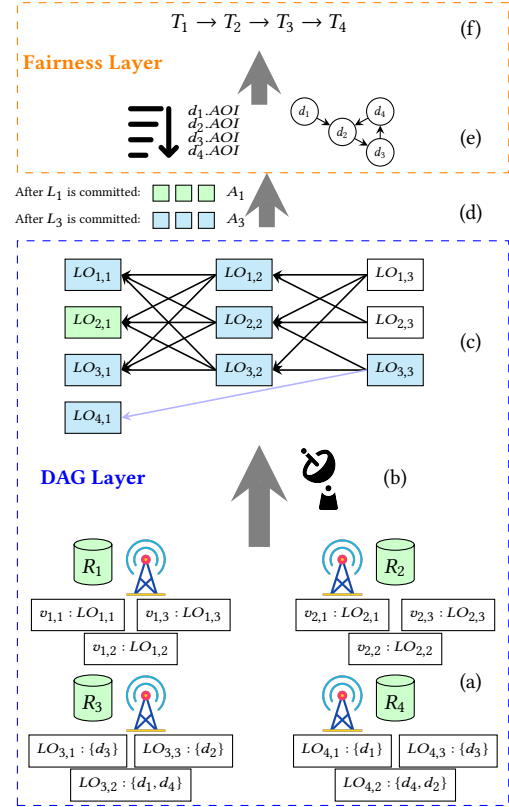 T₁ → T₂ → T₃ → T₄ (f)
Fairness Layer
d₁.AOI
d₂.AOI
d₃.AOI
d₄.AOI
d₁ d₄
d₂
d₃
(e)
After L₁ is committed: A₁
After L₃ is committed: A₃
(d)
LO₁,₁ LO₁,₂ LO₁,₃
LO₂,₁ LO₂,₂ LO₂,₃
LO₃,₁ LO₃,₂ LO₃,₃
LO₄,₁
(c)
DAG Layer (b)
R₁ R₂
v₁,₁ : LO₁,₁ v₁,₃ : LO₁,₃ v₂,₁ : LO₂,₁ v₂,₃ : LO₂,₃
v₁,₂ : LO₁,₂ v₂,₂ : LO₂,₂
R₃ R₄ (a)
LO₃,₁ : {d₃} LO₃,₃ : {d₂} LO₄,₁ : {d₁} LO₄,₃ : {d₃}
LO₃,₂ : {d₁, d₄} LO₄,₂ : {d₄, d₂}